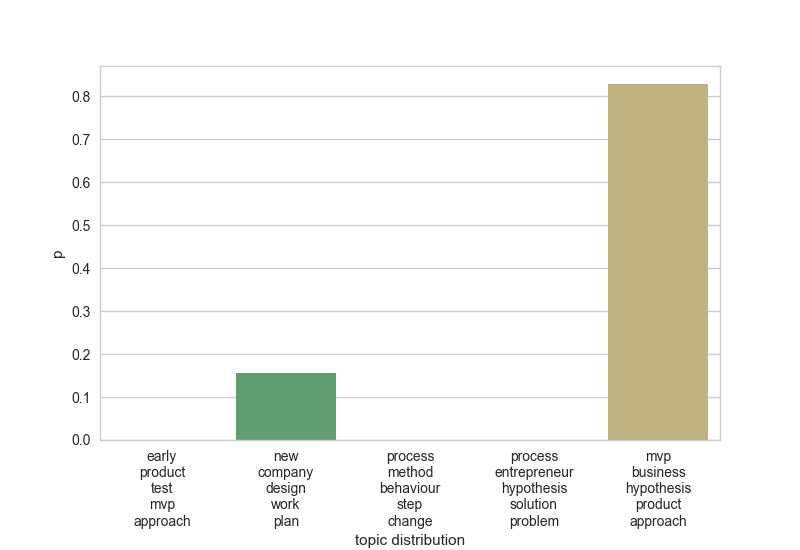 0.8
0.7
0.6
0.5
0.4
0.3
0.2
0.1
0.0
p
early
product
test
mvp
approach
new
company
design
work
plan
process
method
behaviour
step
change
process
entrepreneur
hypothesis
solution
problem
mvp
business
hypothesis
product
approach
topic distribution